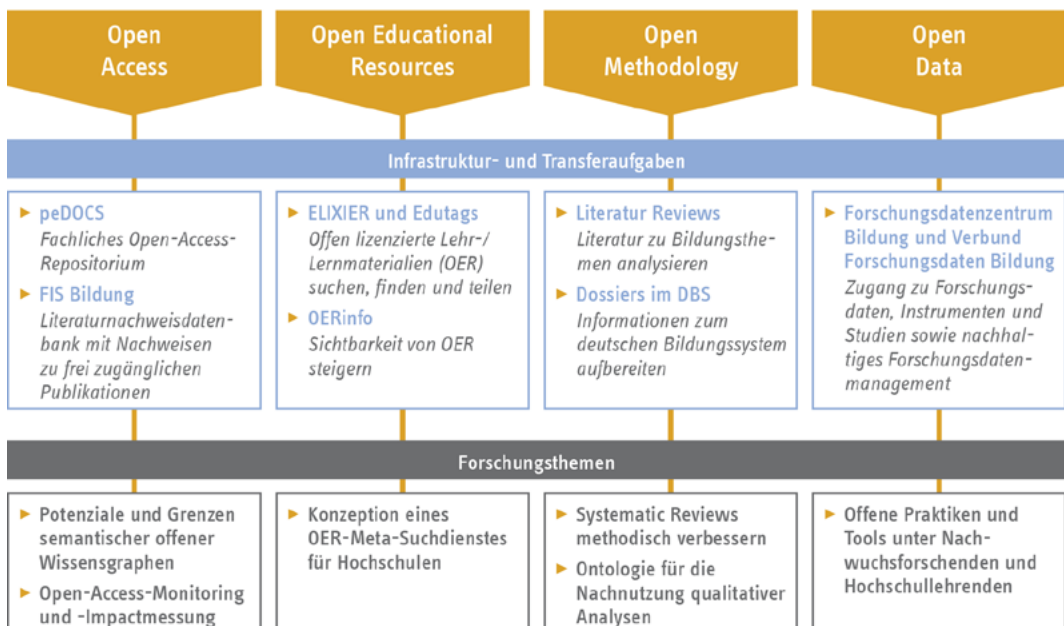 Open
Access
Open Educational
Resources
Open
Methodology
Open
Data
Infrastruktur- und Transferaufgaben
► peDOCS
Fachliches Open-Access-
Repositorium
► FIS Bildung
Literaturnachweisdaten-
bank mit Nachweisen
zu frei zugänglichen
Publikationen
► ELIXIER und Edutags
Offen lizenzierte Lehr-/
Lernmaterialien (OER)
suchen, finden und teilen
► OERinfo
Sichtbarkeit von OER
steigern
► Literatur Reviews
Literatur zu Bildungsthe-
men analysieren
► Dossiers im DBS
Informationen zum
deutschen Bildungssystem
aufbereiten
► Forschungsdatenzentrum
Bildung und Verbund
Forschungsdaten Bildung
Zugang zu Forschungs-
daten, Instrumenten und
Studien sowie nachhal-
tiges Forschungsdaten-
management
Forschungsthemen
► Potenziale und Grenzen
semantischer offener
Wissensgraphen
► Open-Access-Monitoring
und -Impactmessung
► Konzeption eines
OER-Meta-Suchdienstes
für Hochschulen
► Systematic Reviews
methodisch verbessern
► Ontologie für die
Nachnutzung qualitativer
Analysen
► Offene Praktiken und
Tools unter Nach-
wuchsforschenden und
Hochschullehrenden